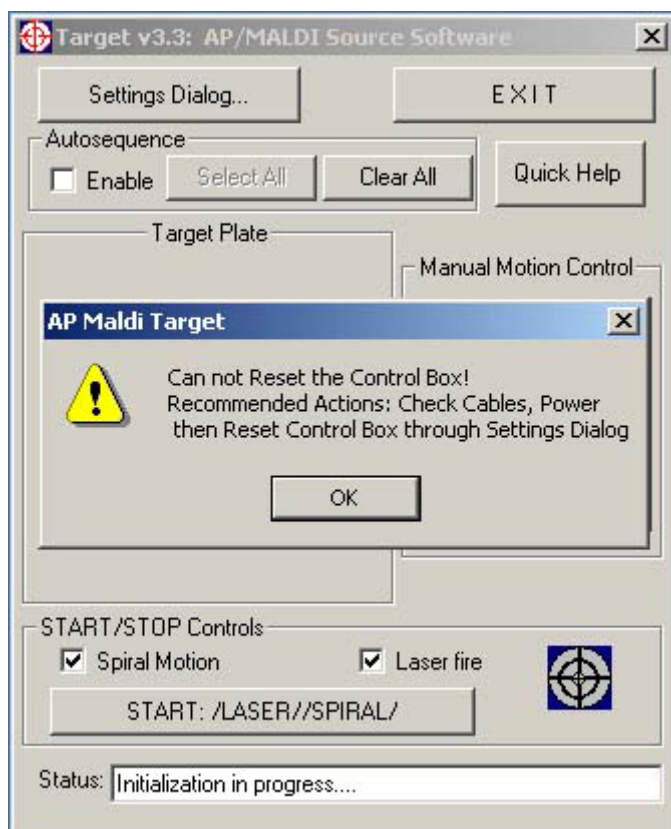 Target v3.3: AP/MALDI Source Software
Settings Dialog...
E X I T
Autosequence
Enable
Select All
Clear All
Quick Help
Target Plate
Manual Motion Control
AP Maldi Target
Can not Reset the Control Box!
Recommended Actions: Check Cables, Power
then Reset Control Box through Settings Dialog
OK
START/STOP Controls
Spiral Motion
Laser fire
START: /LASER//SPIRAL/
Status: Initialization in progress....